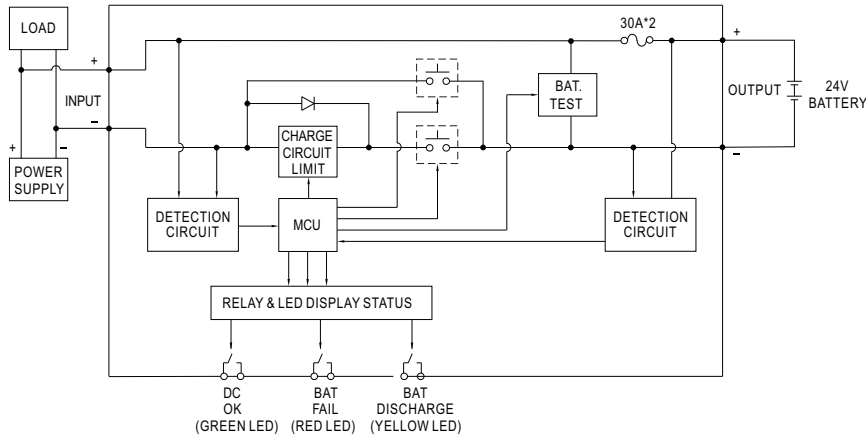 LOAD
30A*2
+
+
+
INPUT
OUTPUT
24V
BATTERY
BAT.
TEST
–
–
+
–
POWER
SUPPLY
CHARGE
CIRCUIT
LIMIT
DETECTION
CIRCUIT
MCU
DETECTION
CIRCUIT
RELAY & LED DISPLAY STATUS
DC
OK
(GREEN LED)
BAT
FAIL
(RED LED)
BAT
DISCHARGE
(YELLOW LED)